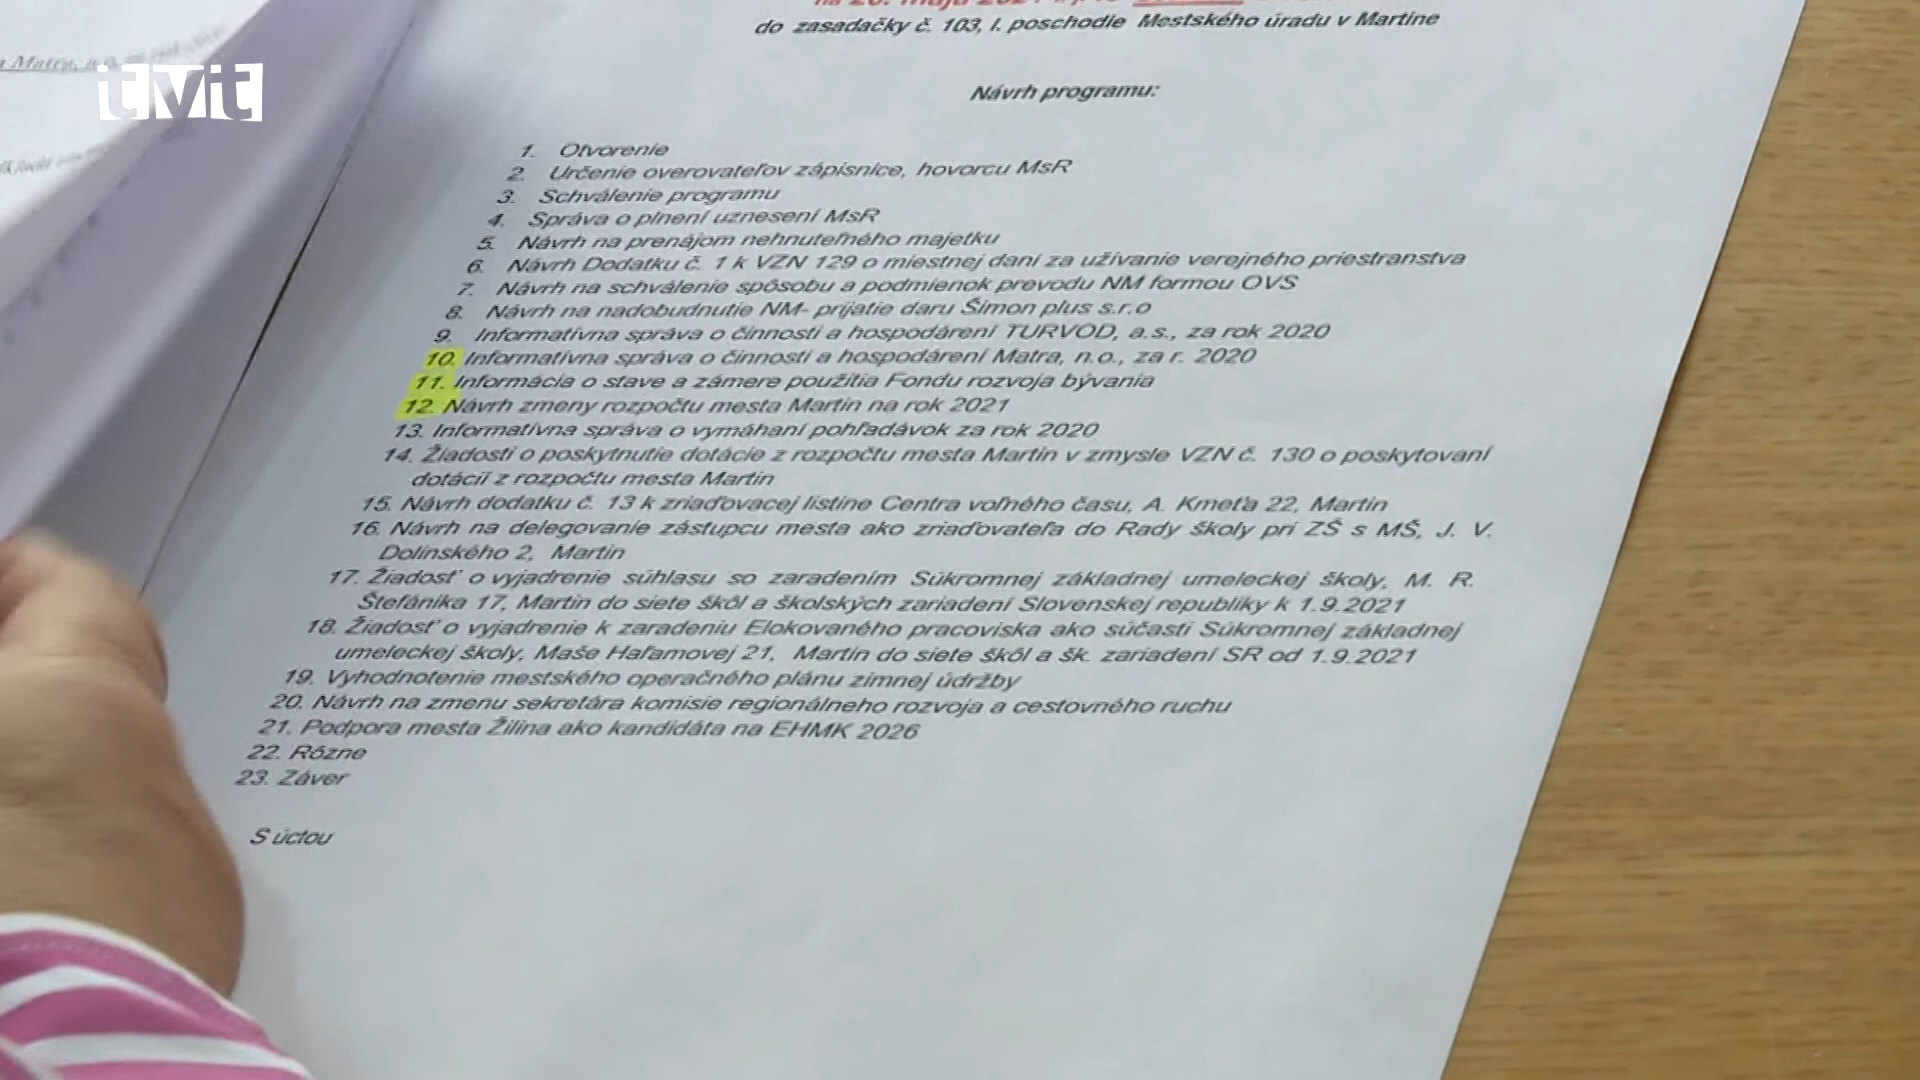 na 20. mája 2021
do zasadačky č. 103, I. poschodie Mestského úradu v Martine
Matra, n.o.
tvit
Návrh programu:
1. Otvorenie
2. Určenie overovateľov zápisnice, hovorcu MsR
3. Schválenie programu
4. Správa o plnení uznesení MsR
5. Návrh na prenájom nehnuteľného majetku
6. Návrh Dodatku č. 1 k VZN 129 o miestnej dani za užívanie verejného priestranstva
7. Návrh na schválenie spôsobu a podmienok prevodu NM formou OVS
8. Návrh na nadobudnutie NM- prijatie daru Šimon plus s.r.o
9. Informatívna správa o činnosti a hospodárení TURVOD, a.s., za rok 2020
10. Informatívna správa o činnosti a hospodárení Matra, n.o., za r. 2020
11. Informácia o stave a zámere použitia Fondu rozvoja bývania
12. Návrh zmeny rozpočtu mesta Martin na rok 2021
13. Informatívna správa o vymáhaní pohľadávok za rok 2020
14. Žiadosti o poskytnutie dotácie z rozpočtu mesta Martin v zmysle VZN č. 130 o poskytovaní
dotácií z rozpočtu mesta Martin
15. Návrh dodatku č. 13 k zriaďovacej listine Centra voľného času, A. Kmeťa 22, Martin
16. Návrh na delegovanie zástupcu mesta ako zriaďovateľa do Rady školy pri ZŠ s MŠ, J. V.
Dolinského 2, Martin
17. Žiadosť o vyjadrenie súhlasu so zaradením Súkromnej základnej umeleckej školy, M. R.
Štefánika 17, Martin do siete škôl a školských zariadení Slovenskej republiky k 1.9.2021
18. Žiadosť o vyjadrenie k zaradeniu Elokovaného pracoviska ako súčasti Súkromnej základnej
umeleckej školy, Maše Haľamovej 21, Martin do siete škôl a šk. zariadení SR od 1.9.2021
19. Vyhodnotenie mestského operačného plánu zimnej údržby
20. Návrh na zmenu sekretára komisie regionálneho rozvoja a cestovného ruchu
21. Podpora mesta Žilina ako kandidáta na EHMK 2026
22. Rôzne
23. Záver
S úctou